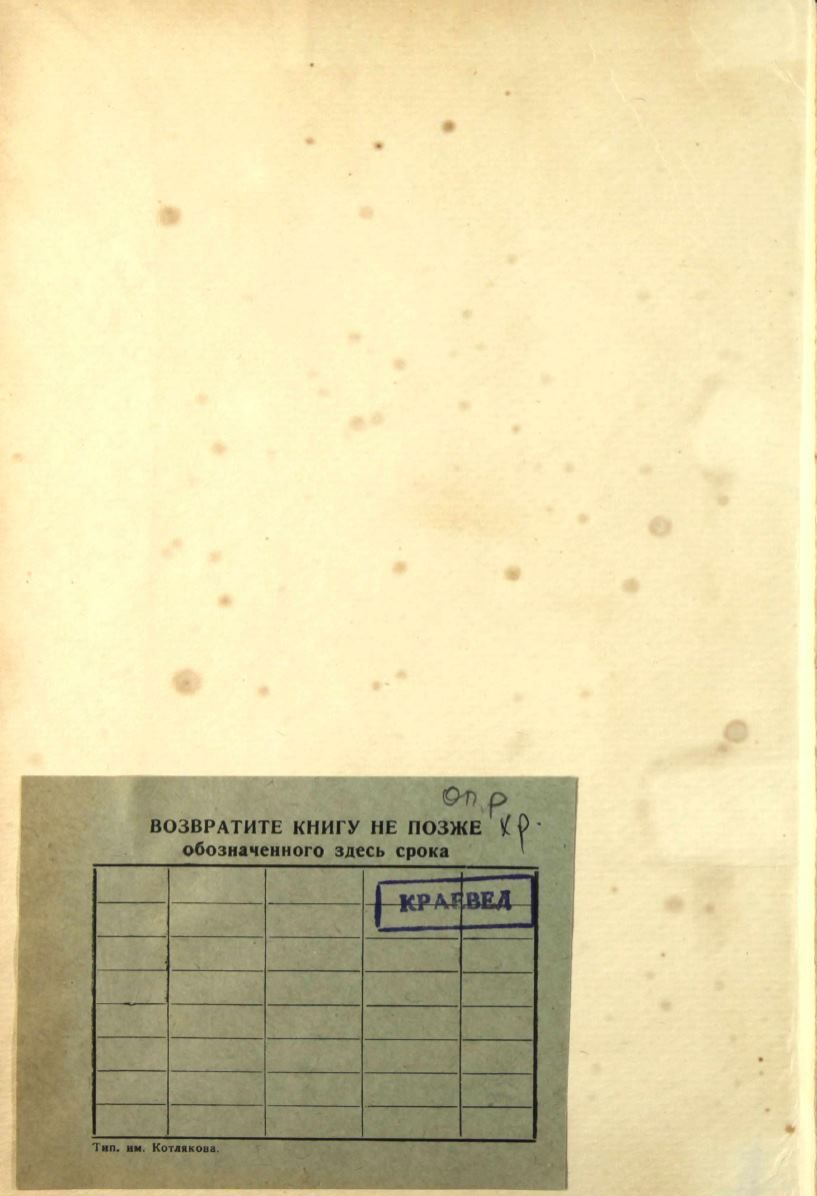 оп.р
ВОЗВРАТИТЕ КНИГУ НЕ ПОЗЖЕ хр.
обозначенного здесь срока
КРАЕВЕД
Тип. им. Котлякова.